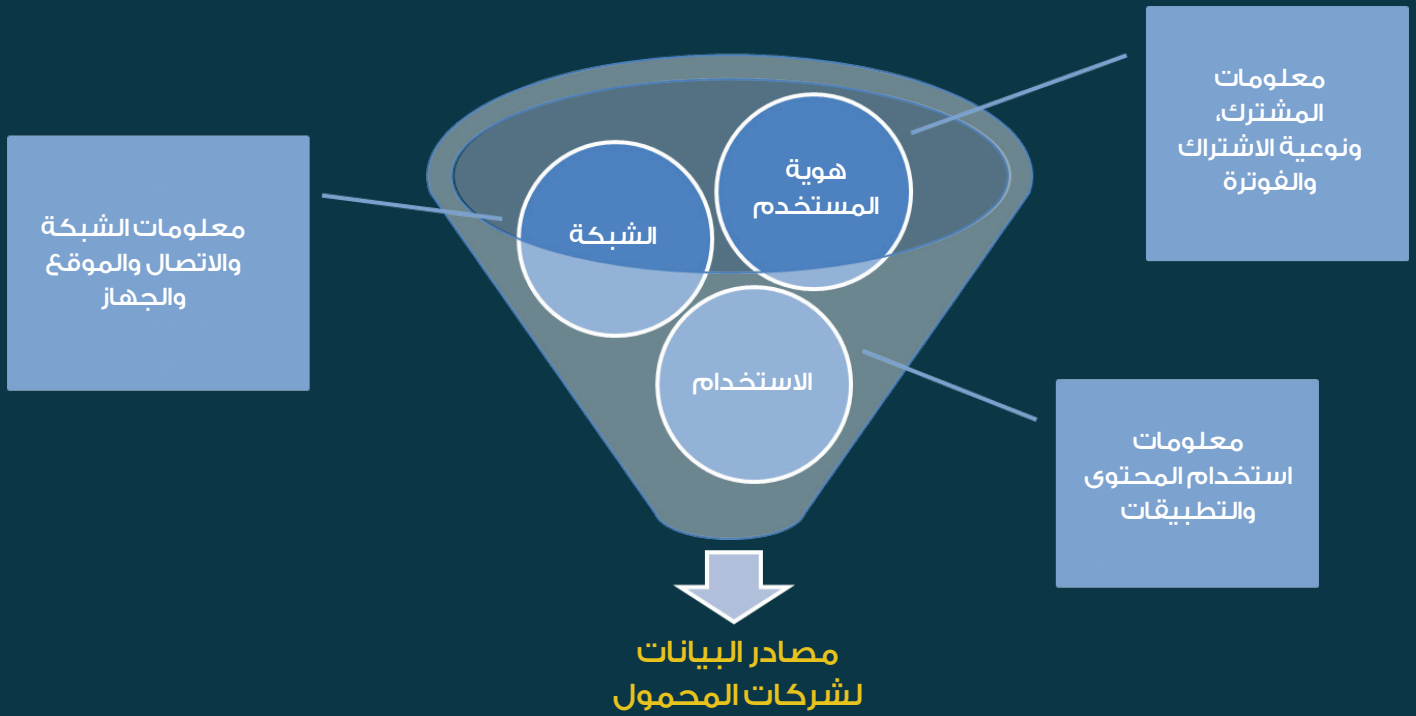 معلومات
المشترك،
ونوعية الاشتراك
والفوترة
هوية
المستخدم
الشبكة
معلومات الشبكة
والاتصال والموقع
والجهاز
الاستخدام
معلومات
استخدام المحتوى
والتطبيقات
مصادر البيانات
لشركات المحمول